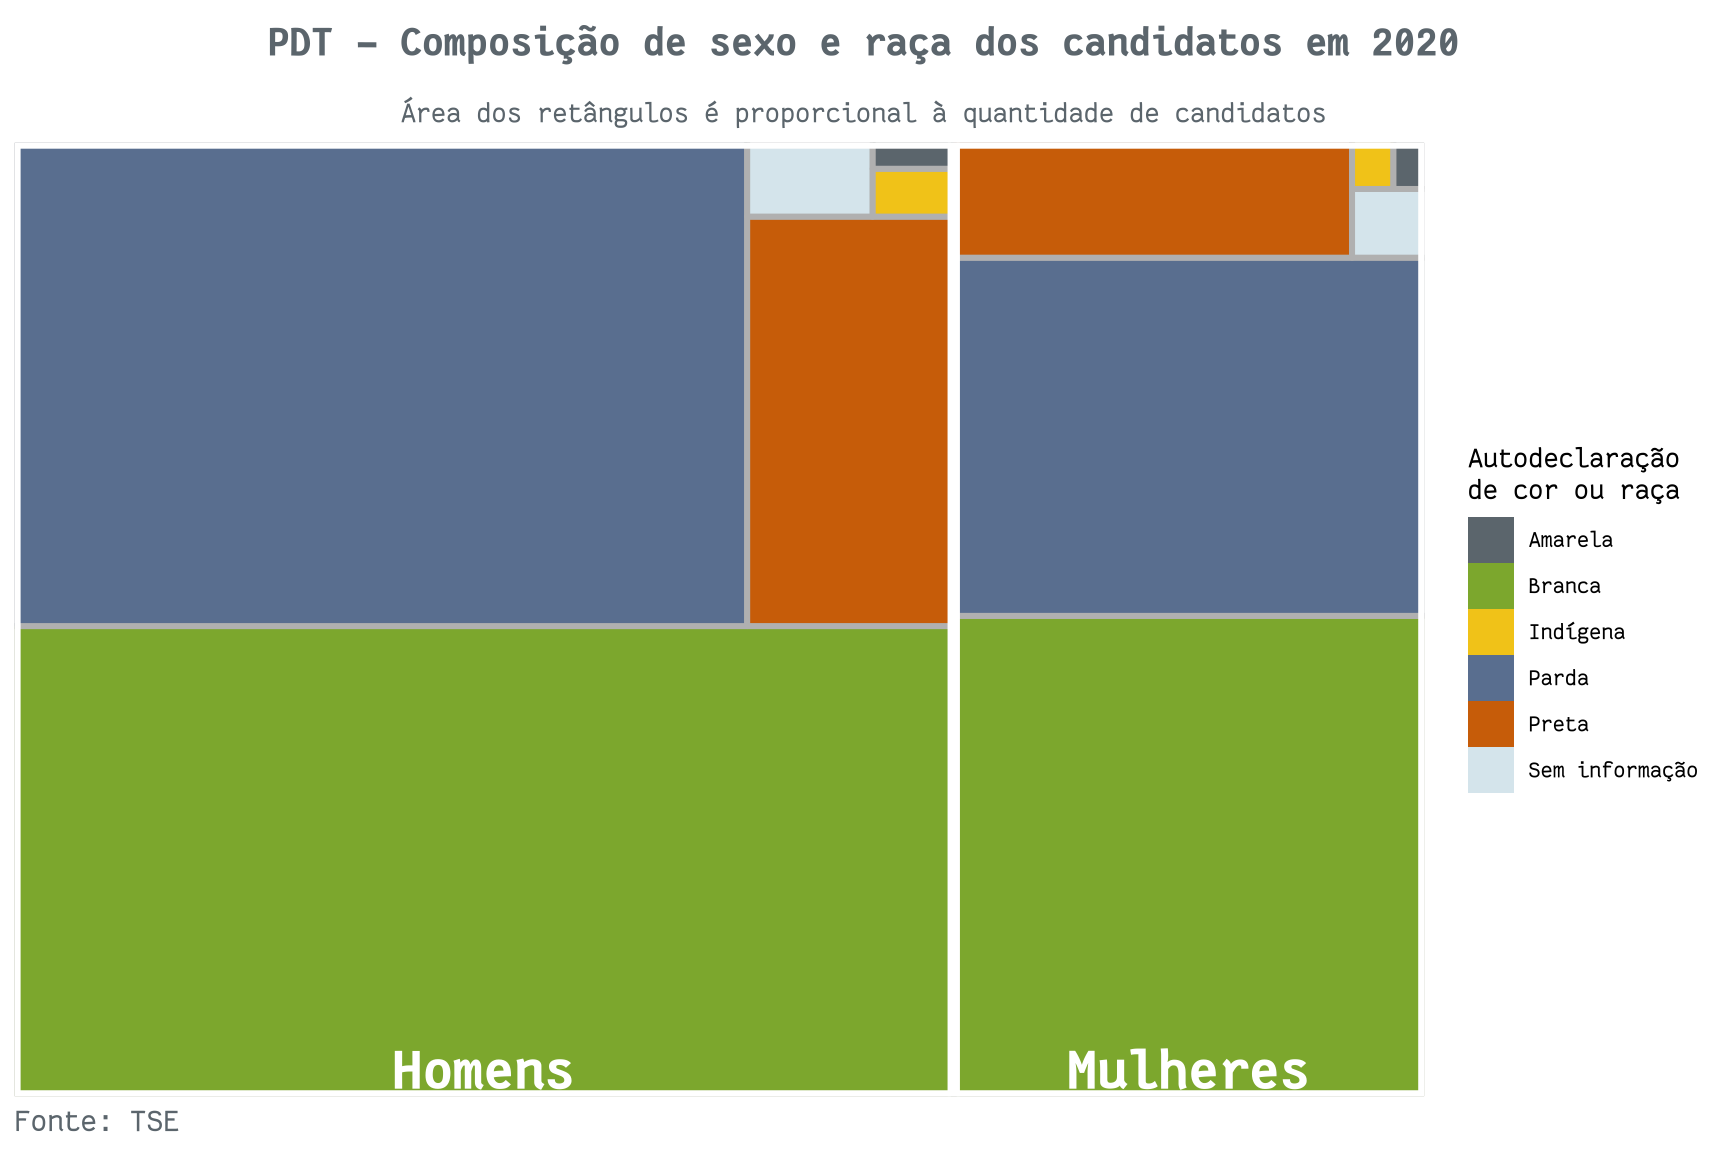 PDT – Composição de sexo e raça dos candidatos em 2020
Área dos retângulos é proporcional à quantidade de candidatos
Homens
Mulheres
Autodeclaração
de cor ou raça
Amarela
Branca
Indígena
Parda
Preta
Sem informação
Fonte: TSE